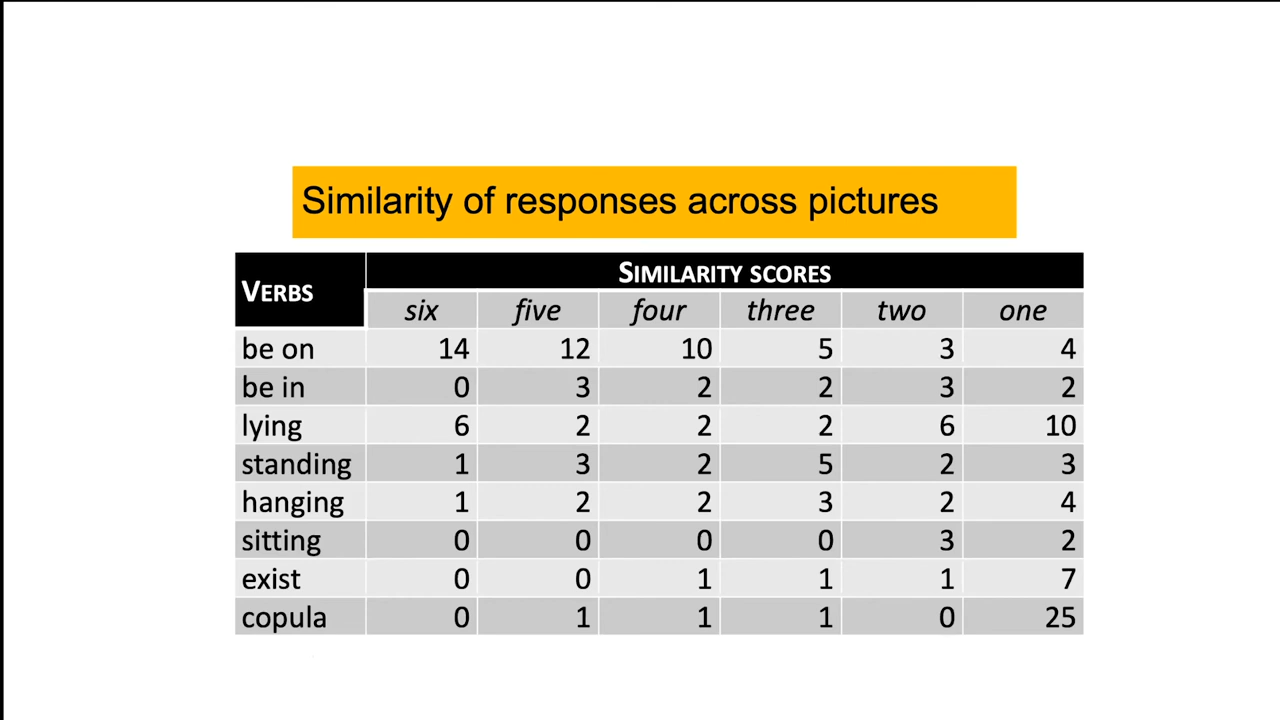 Similarity of responses across pictures
VERBS SIMILARITY SCORES
six five four three two one
be on 14 12 10 5 3 4
be in 0 3 2 2 3 2
lying 6 2 2 2 6 10
standing 1 3 2 5 2 3
hanging 1 2 2 3 2 4
sitting 0 0 0 0 3 2
exist 0 0 1 1 1 7
copula 0 1 1 1 0 25